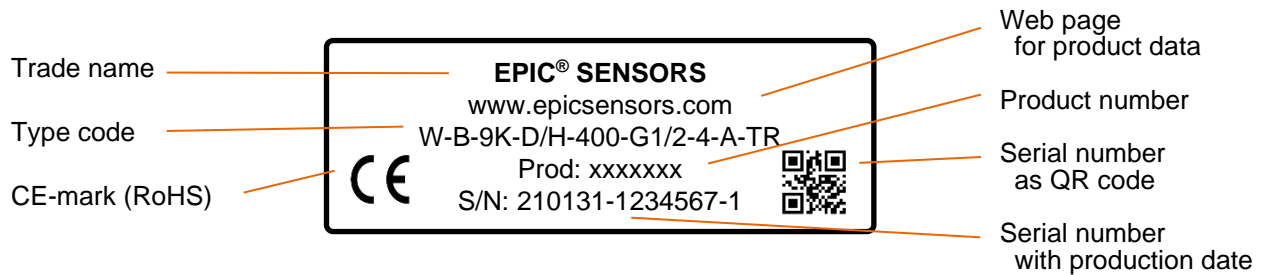 Trade name
Type code
CE-mark (RoHS)
EPIC® SENSORS
www.epicsensors.com
W-B-9K-D/H-400-G1/2-4-A-TR
Prod: xxxxxxx
S/N: 210131-1234567-1
CE
Web page
for product data
Product number
Serial number
as QR code
Serial number
with production date